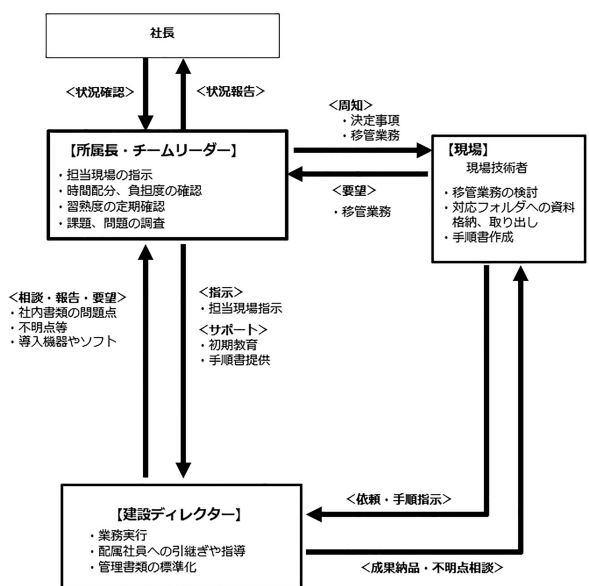 社長
<状況確認>
<状況報告>
<周知>
・決定事項
・移管業務
【所属長・チームリーダー】
・担当現場の指示
・時間配分、負担度の確認
・習熟度の定期確認
・課題、問題の調査
<要望>
・移管業務
【現場】
現場技術者
・移管業務の検討
・対応フォルダへの資料
格納、取り出し
・手順書作成
<相談・報告・要望>
・社内書類の問題点
・不明点等
・導入機器やソフト
<指示>
・担当現場指示
<サポート>
・初期教育
・手順書提供
<依頼・手順指示>
【建設ディレクター】
・業務実行
・配属社員への引継ぎや指導
・管理書類の標準化
<成果納品・不明点相談>